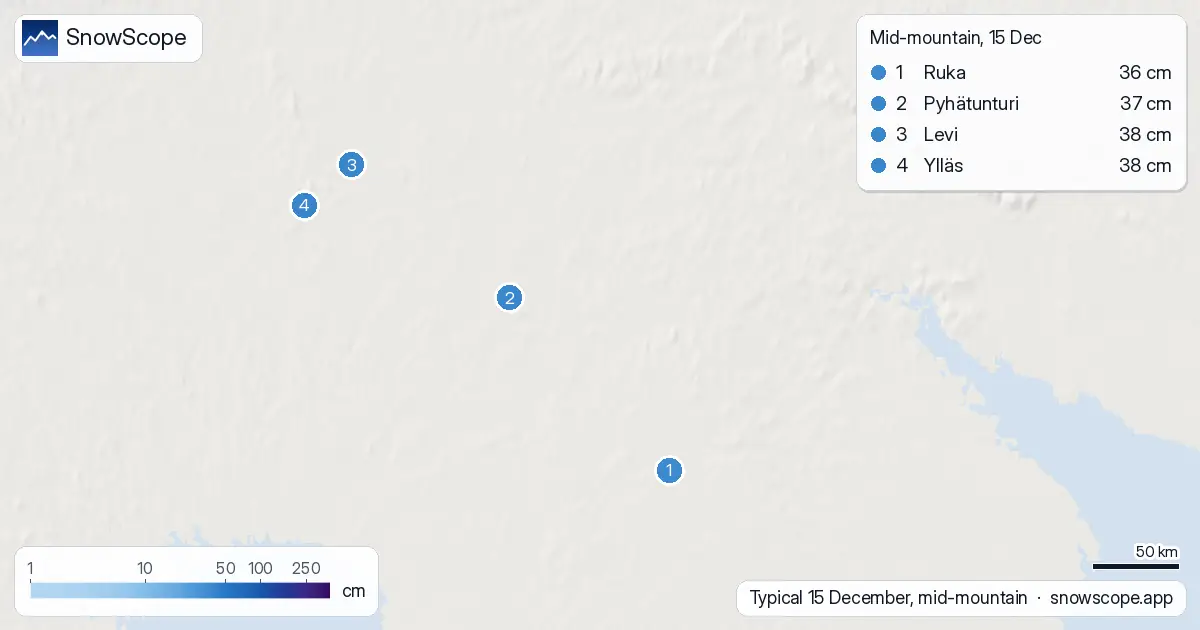 SnowScope
Mid-mountain, 15 Dec
1 Ruka 36 cm
2 Pyhätunturi 37 cm
3 Levi 38 cm
4 Ylläs 38 cm
3
4
2
1
1 10 50 100 250
cm
50 km
Typical 15 December, mid-mountain · snowscope.app